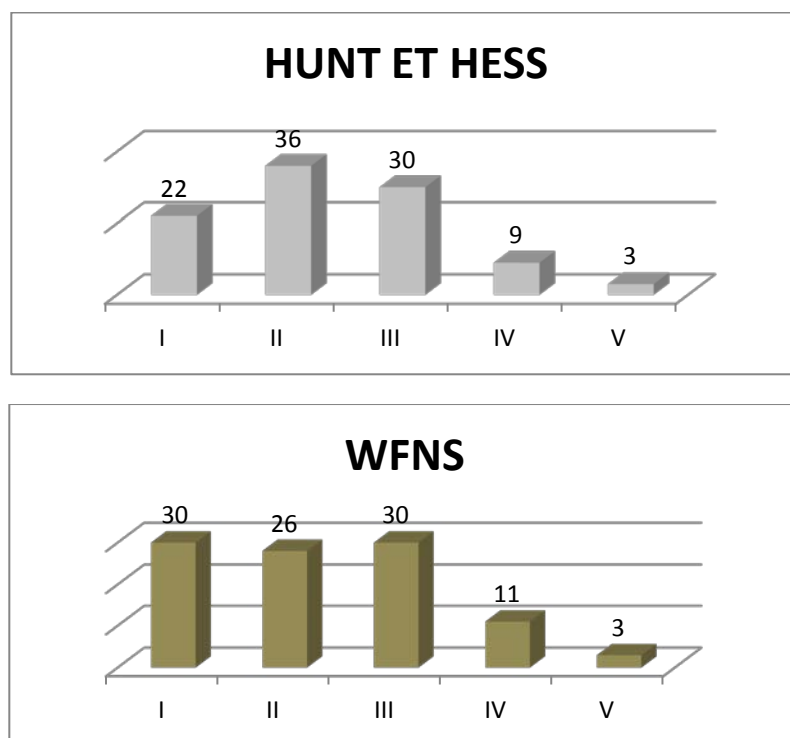 HUNT ET HESS
36
30
22
9
3
I II III IV V
WFNS
30 26 30
11
3
I II III IV V